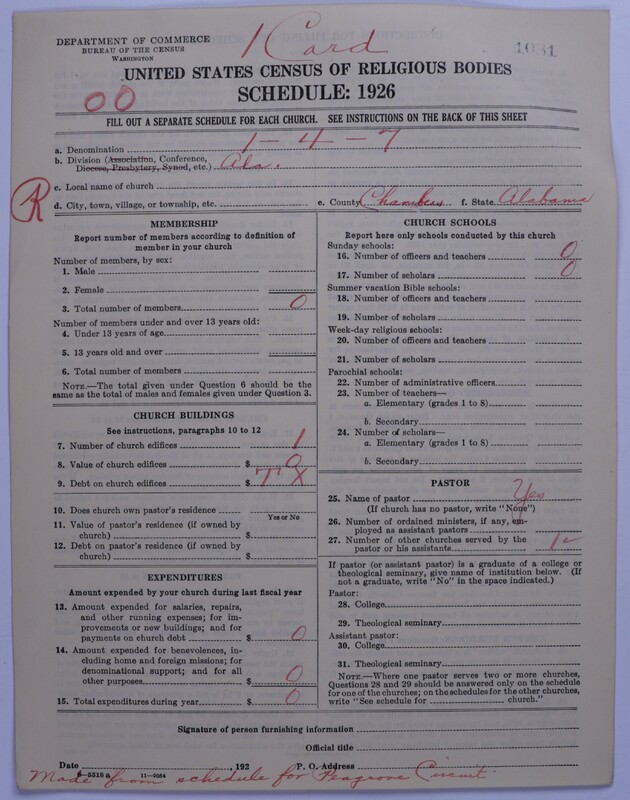 DEPARTMENT OF COMMERCE
BUREAU OF THE CENSUS
WASHINGTON
1 Card
1031
UNITED STATES CENSUS OF RELIGIOUS BODIES
SCHEDULE: 1926
00
FILL OUT A SEPARATE SCHEDULE FOR EACH CHURCH. SEE INSTRUCTIONS ON THE BACK OF THIS SHEET
a. Denomination 1-4-7
b. Division (Association, Conference, Diocese, Presbytery, Synod, etc.) Ala.
c. Local name of church
R
d. City, town, village, or township, etc. e. County Chambers f. State Alabama
MEMBERSHIP
Report number of members according to definition of
member in your church
Number of members, by sex:
1. Male
2. Female
3. Total number of members 0
Number of members under and over 13 years old:
4. Under 13 years of age
5. 13 years old and over
6. Total number of members
NOTE.—The total given under Question 6 should be the
same as the total of males and females given under Question 3.
CHURCH BUILDINGS
See instructions, paragraphs 10 to 12
7. Number of church edifices 1
8. Value of church edifices $ 0
9. Debt on church edifices $
10. Does church own pastor's residence
Yes or No
11. Value of pastor's residence (if owned by
church) $
12. Debt on pastor's residence (if owned by
church) $
EXPENDITURES
Amount expended by your church during last fiscal year
13. Amount expended for salaries, repairs,
and other running expenses; for im-
provements or new buildings; and for
payments on church debt $ 0
14. Amount expended for benevolences, in-
cluding home and foreign missions; for
denominational support; and for all
other purposes $ 0
15. Total expenditures during year $ 0
CHURCH SCHOOLS
Report here only schools conducted by this church
Sunday schools:
16. Number of officers and teachers 0
17. Number of scholars 0
Summer vacation Bible schools:
18. Number of officers and teachers
19. Number of scholars
Week-day religious schools:
20. Number of officers and teachers
21. Number of scholars
Parochial schools:
22. Number of administrative officers
23. Number of teachers—
a. Elementary (grades 1 to 8)
b. Secondary
24. Number of scholars—
a. Elementary (grades 1 to 8)
b. Secondary
PASTOR
25. Name of pastor Yes
(If church has no pastor, write "None")
26. Number of ordained ministers, if any, em-
ployed as assistant pastors
27. Number of other churches served by the
pastor or his assistants
If pastor (or assistant pastor) is a graduate of a college or
theological seminary, give name of institution below. (If
not a graduate, write "No" in the space indicated.)
Pastor:
28. College
29. Theological seminary
Assistant pastor:
30. College
31. Theological seminary
NOTE.—Where one pastor serves two or more churches,
Questions 28 and 29 should be answered only on the schedule
for one of the churches; on the schedules for the other churches,
write "See schedule for church."
Signature of person furnishing information
Official title
Date , 192 P. O. Address
8—5518 a 11—9054
Made from schedule for Peagrove Circuit.